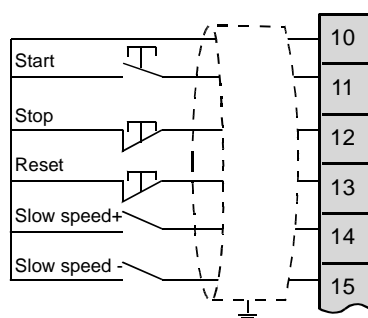 10
Start
11
Stop
12
Reset
13
Slow speed+
14
Slow speed -
15